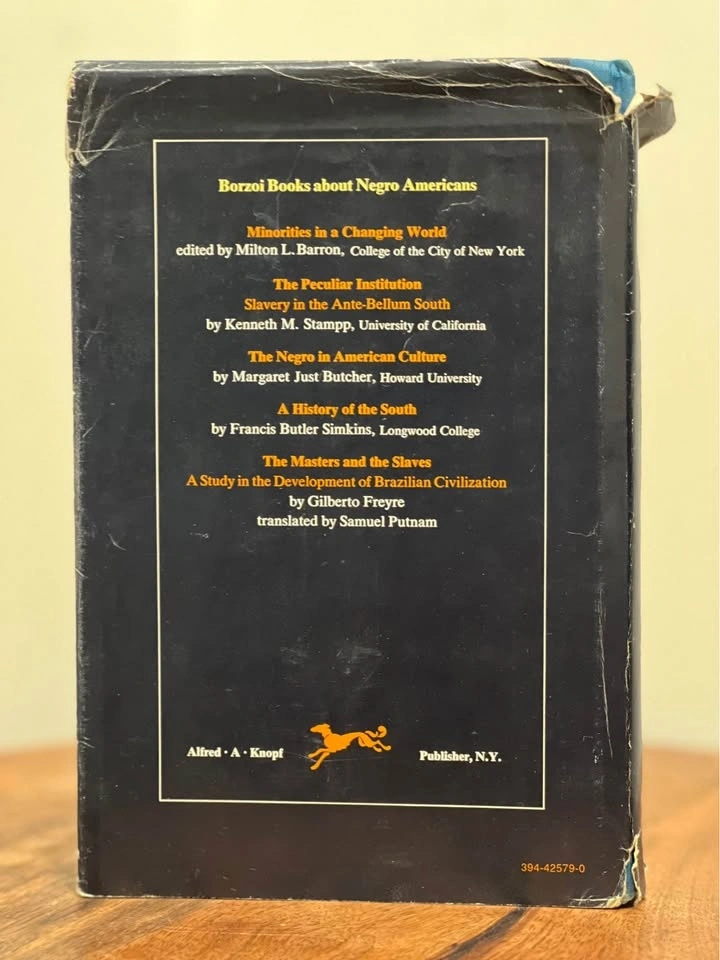 Borzoi Books about Negro Americans
Minorities in a Changing World
edited by Milton L. Barron, College of the City of New York
The Peculiar Institution
Slavery in the Ante-Bellum South
by Kenneth M. Stampp, University of California
The Negro in American Culture
by Margaret Just Butcher, Howard University
A History of the South
by Francis Butler Simkins, Longwood College
The Masters and the Slaves
A Study in the Development of Brazilian Civilization
by Gilberto Freyre
translated by Samuel Putnam
Alfred · A · Knopf Publisher, N.Y.
394-42579-0